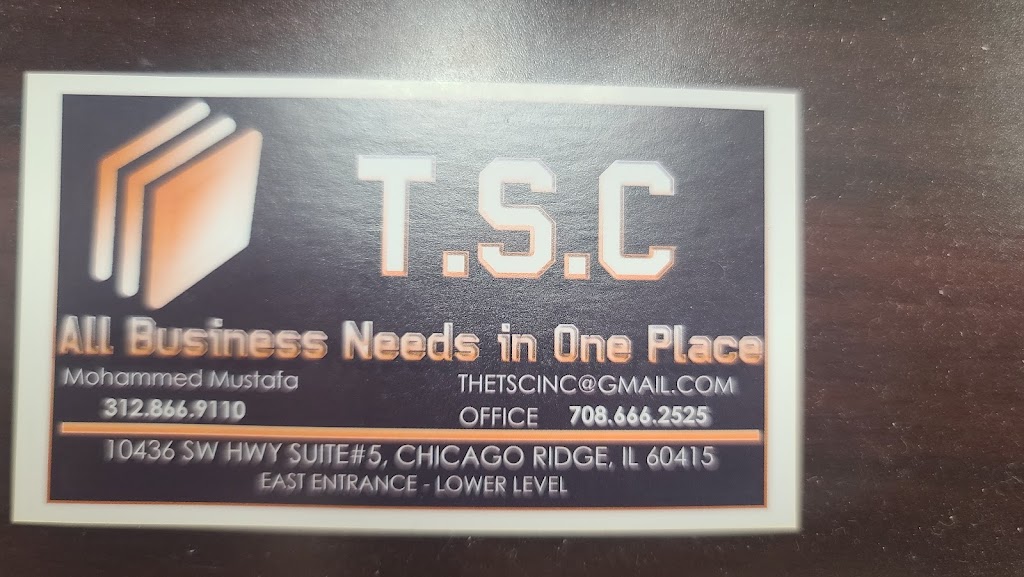 T.S.C
All Business Needs in One Place
Mohammed Mustafa
THETSCINC@GMAIL.COM
312.866.9110
OFFICE 708.666.2525
10436 SW HWY SUITE#5, CHICAGO RIDGE, IL 60415
EAST ENTRANCE - LOWER LEVEL